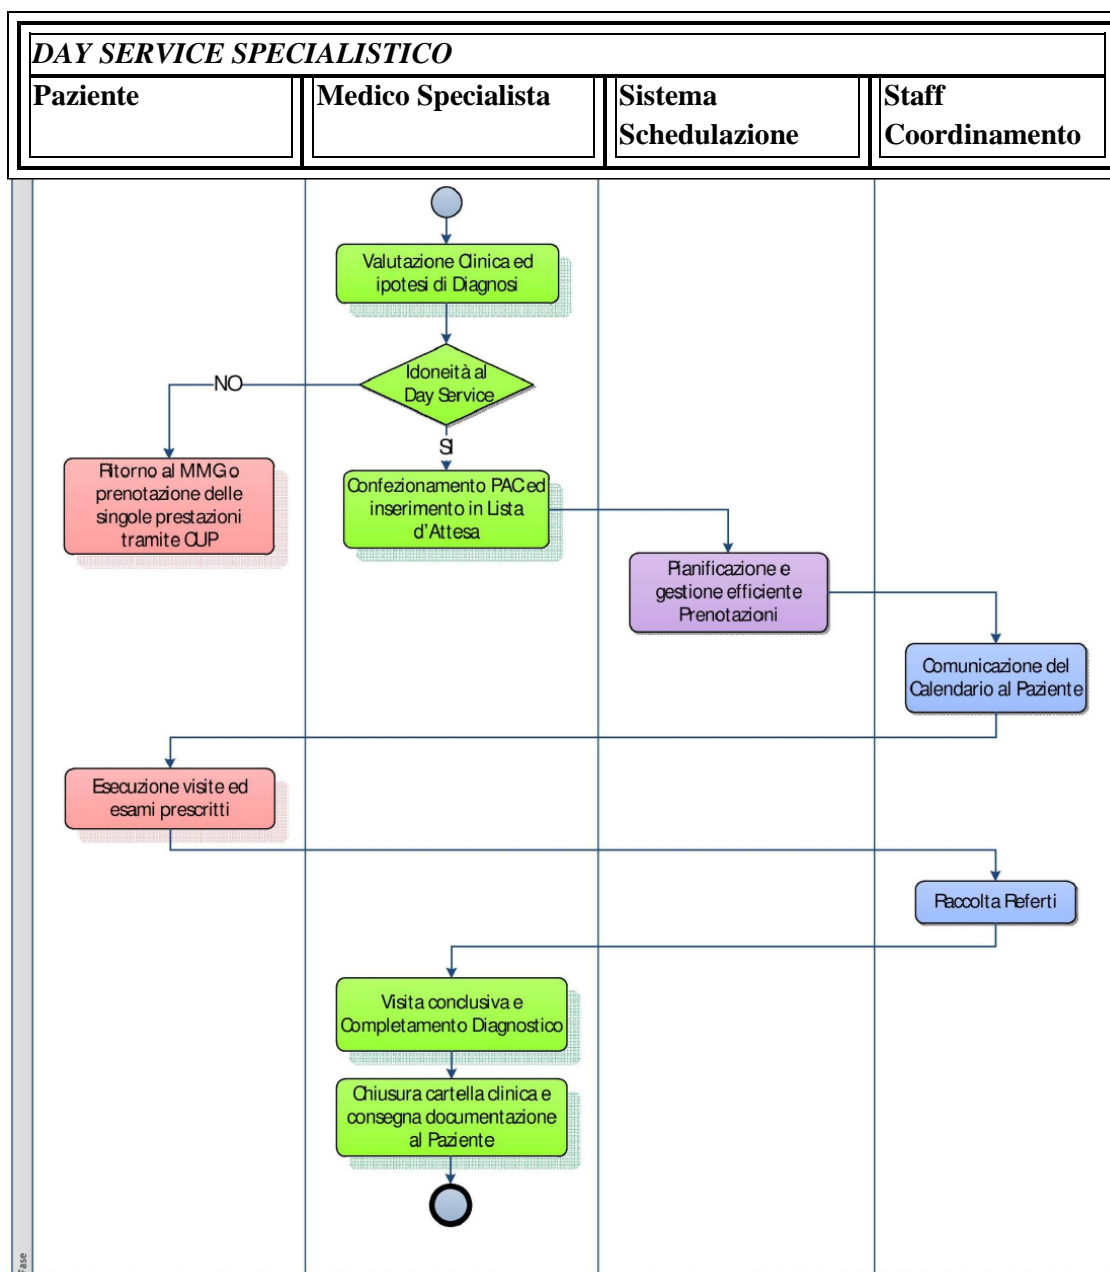 DAY SERVICE SPECIALISTICO
Paziente
Medico Specialista
Sistema
Schedulazione
Staff
Coordinamento
Valutazione Clinica ed
ipotesi di Diagnosi
Idoneità al
Day Service
NO
SI
Ritorno al MMG o
prenotazione delle
singole prestazioni
tramite CUP
Confezionamento PAC ed
inserimento in Lista
d'Attesa
Pianificazione e
gestione efficiente
Prenotazioni
Comunicazione del
Calendario al Paziente
Esecuzione visite ed
esami prescritti
Raccolta Referti
Visita conclusiva e
Completamento Diagnostico
Chiusura cartella clinica e
consegna documentazione
al Paziente
Fase